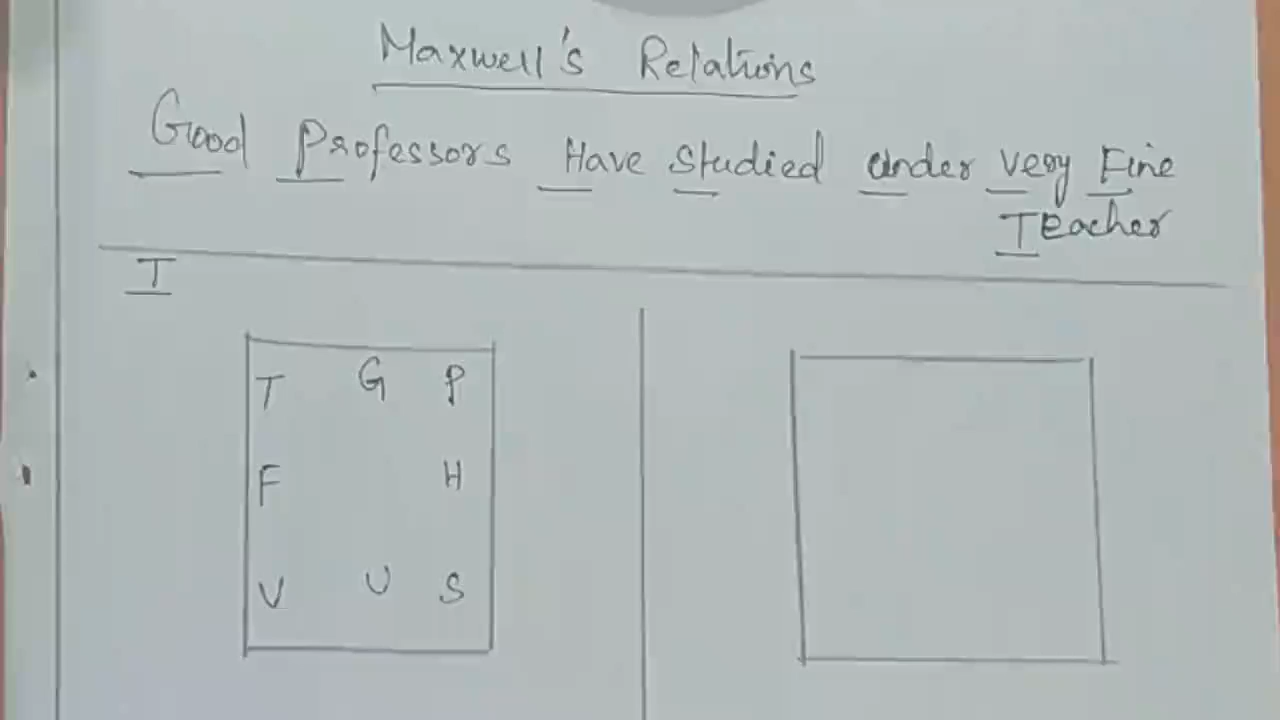 Maxwell's Relations
Good Professors Have Studied under very Fine
Teacher
I
T G P
F H
V U S